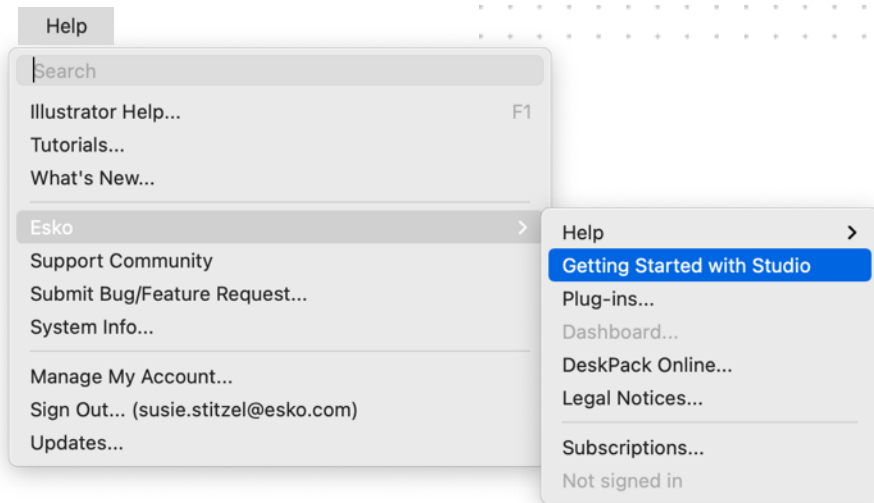 Help
Search
Illustrator Help... F1
Tutorials...
What's New...
Esko
Support Community
Submit Bug/Feature Request...
System Info...
Manage My Account...
Sign Out... (susie.stitzel@esko.com)
Updates...
Help
Getting Started with Studio
Plug-ins...
Dashboard...
DeskPack Online...
Legal Notices...
Subscriptions...
Not signed in